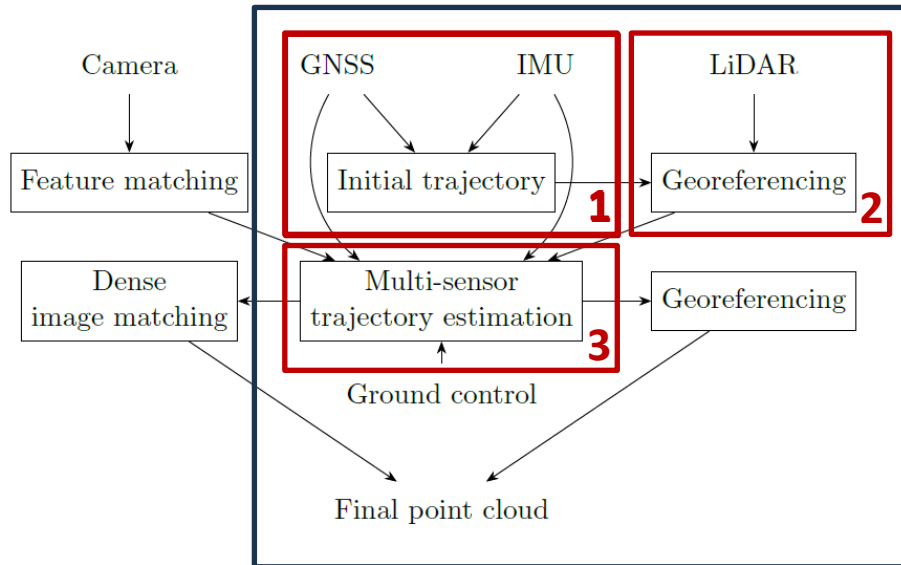 Camera
GNSS
IMU
LiDAR
Feature matching
Initial trajectory
Georeferencing
1
2
Dense
image matching
Multi-sensor
trajectory estimation
Georeferencing
3
Ground control
Final point cloud